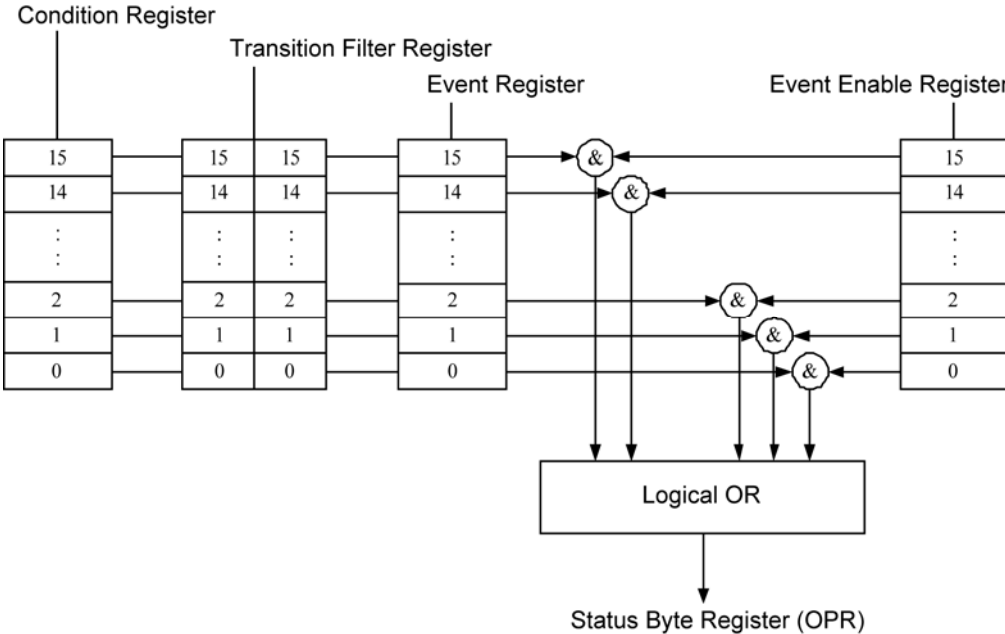 Condition Register
Transition Filter Register
Event Register
Event Enable Register
15 15 15 15 & 15
14 14 14 14 & 14
: : : : :
: : : : :
2 2 2 2 & 2
1 1 1 1 & 1
0 0 0 0 & 0
Logical OR
Status Byte Register (OPR)